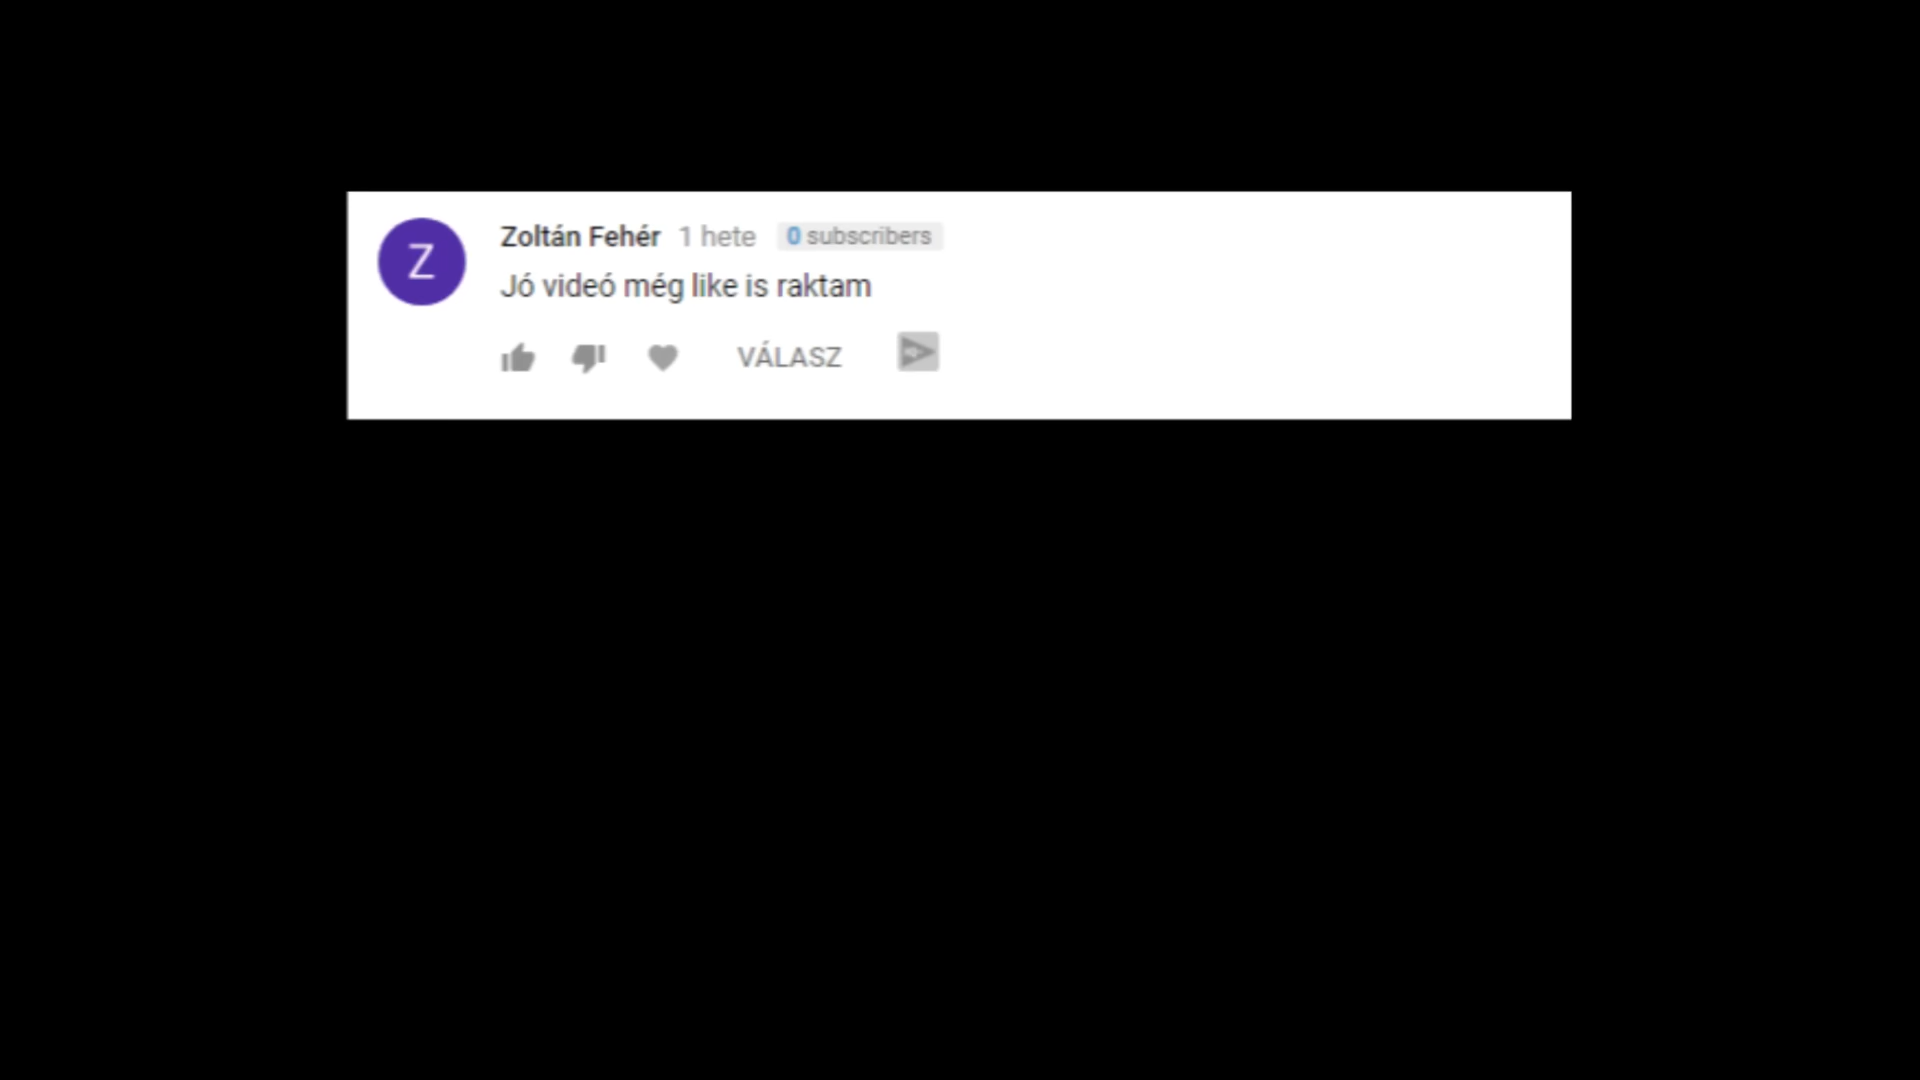 Z
Zoltán Fehér 1 hete 0 subscribers
Jó videó még like is raktam
VÁLASZ